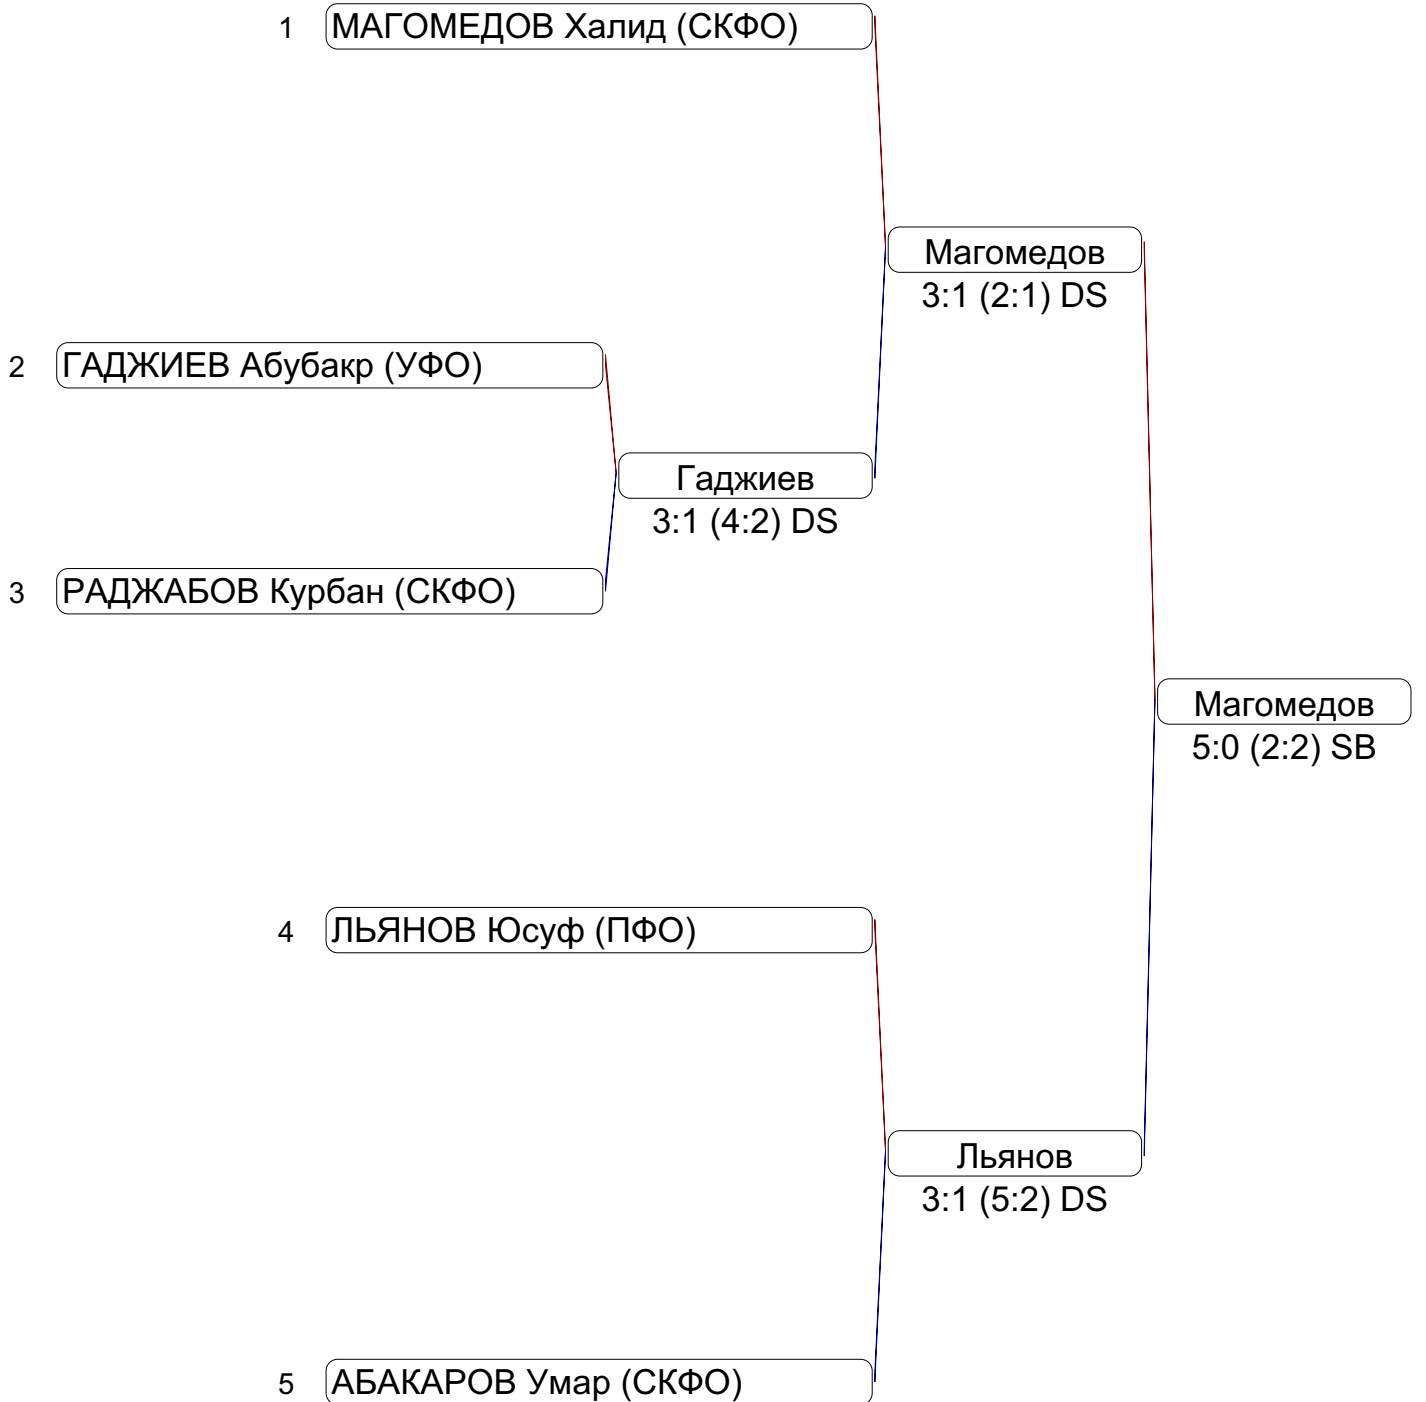 1 МАГОМЕДОВ Халид (СКФО)
Магомедов
3:1 (2:1) DS
2 ГАДЖИЕВ Абубакр (УФО)
Гаджиев
3:1 (4:2) DS
3 РАДЖАБОВ Курбан (СКФО)
Магомедов
5:0 (2:2) SB
4 ЛЬЯНОВ Юсуф (ПФО)
Льянов
3:1 (5:2) DS
5 АБАКАРОВ Умар (СКФО)